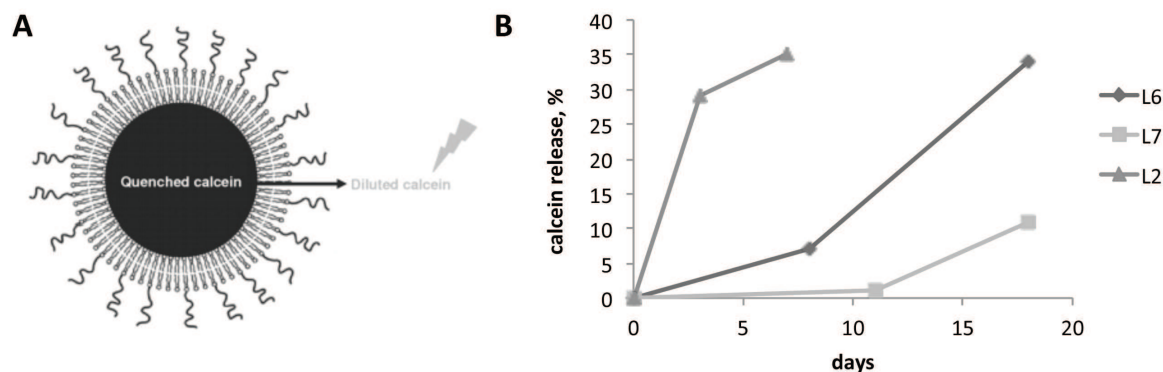 A
Quenched calcein
Diluted calcein
B
calcein release, %
40
35
30
25
20
15
10
5
0
0
5
10
15
20
days
L6
L7
L2